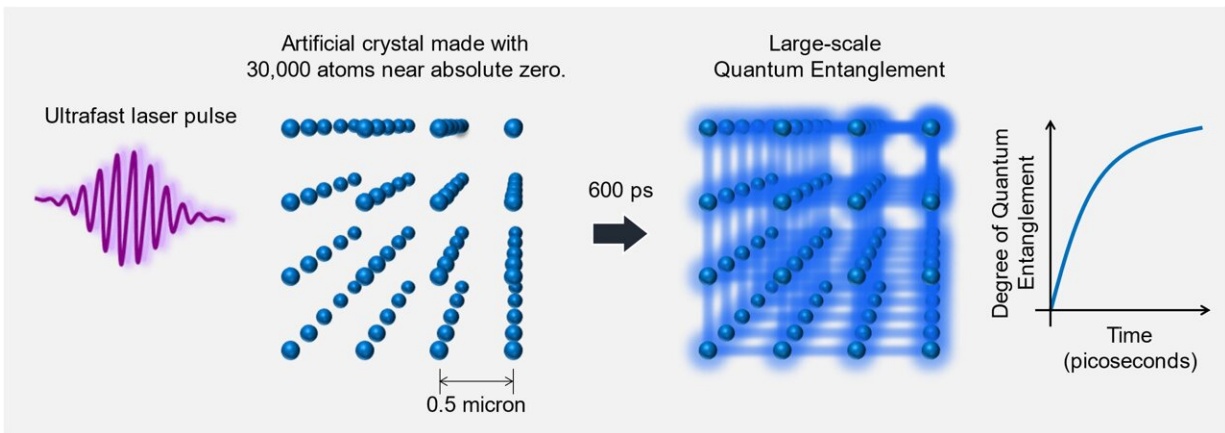 Ultrafast laser pulse
Artificial crystal made with
30,000 atoms near absolute zero.
0.5 micron
600 ps
Large-scale
Quantum Entanglement
Degree of Quantum
Entanglement
Time
(picoseconds)